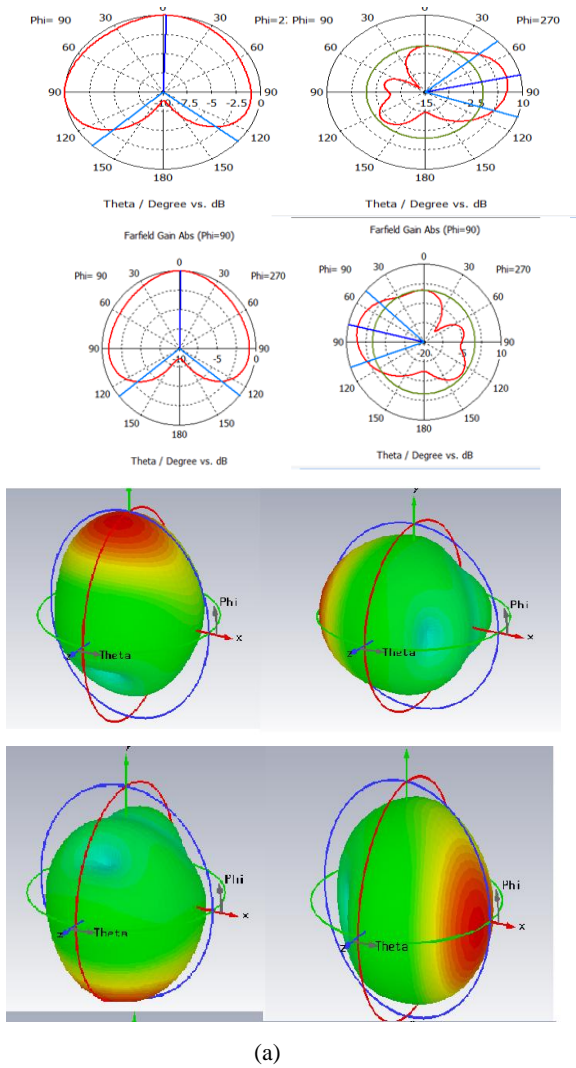 0
Phi= 90 30 30 Phi=2
60 60
90 -10 -5 -2.5 0 90
120 120
150 150
180
Theta / Degree vs. dB
0
Phi= 90 30 30 Phi=270
60 60
90 -15 -2.5 10 90
120 120
150 150
180
Theta / Degree vs. dB
Farfield Gain Abs (Phi=90)
0
Phi= 90 30 30 Phi=270
60 60
90 -10 -5 0 90
120 120
150 150
180
Theta / Degree vs. dB
Farfield Gain Abs (Phi=90)
0
Phi= 90 30 30 Phi=270
60 60
90 -20 -5 10 90
120 120
150 150
180
Theta / Degree vs. dB
Phi
x
z Theta
y
Phi
x
z Theta
Phi
x
z Theta
Phi
x
z Theta
(a)